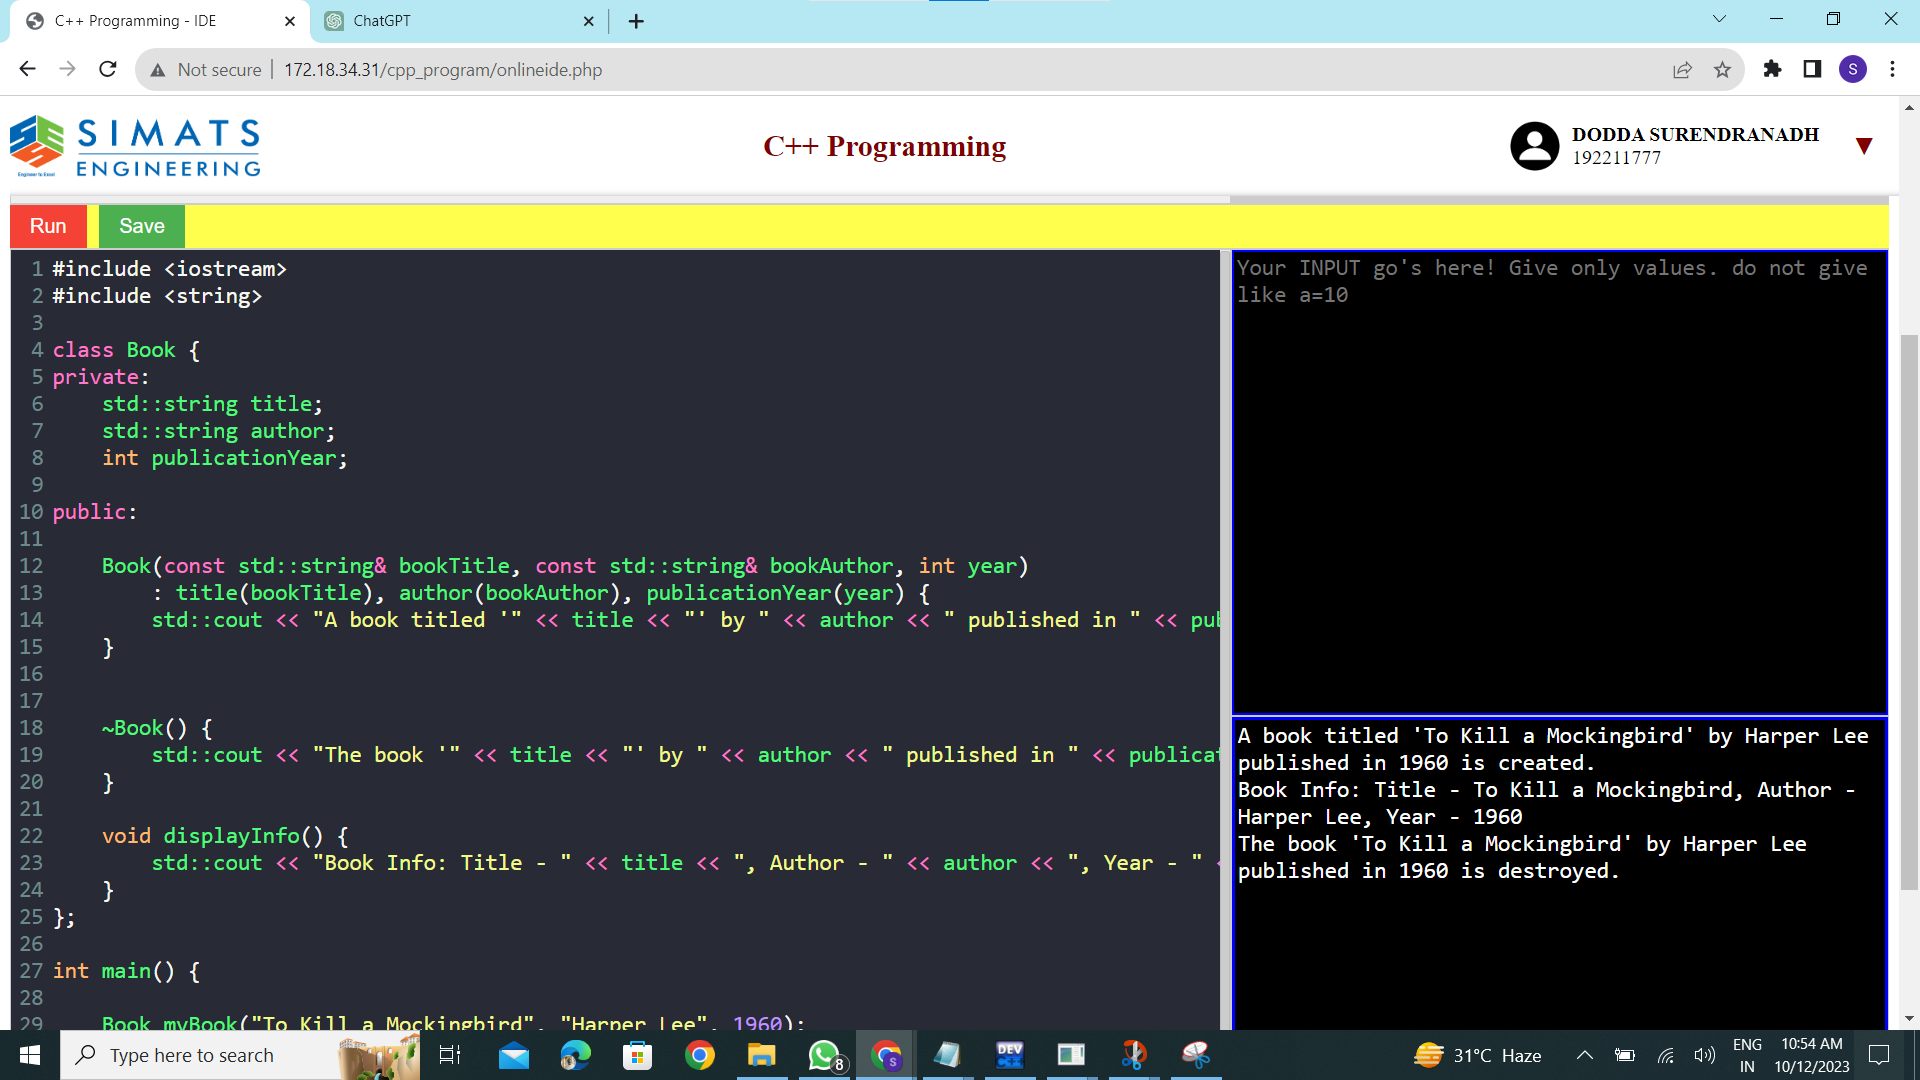 C++ Programming - IDE
ChatGPT
Not secure
172.18.34.31/cpp_program/onlineide.php
S
SIMATS
ENGINEERING
Engineer to Excel
C++ Programming
DODDA SURENDRANADH
192211777
Run
Save
1 #include <iostream>
2 #include <string>
3
4 class Book {
5 private:
6 std::string title;
7 std::string author;
8 int publicationYear;
9
10 public:
11
12 Book(const std::string& bookTitle, const std::string& bookAuthor, int year)
13 : title(bookTitle), author(bookAuthor), publicationYear(year) {
14 std::cout << "A book titled '" << title << "' by " << author << " published in " << pub
15 }
16
17
18 ~Book() {
19 std::cout << "The book '" << title << "' by " << author << " published in " << publicat
20 }
21
22 void displayInfo() {
23 std::cout << "Book Info: Title - " << title << ", Author - " << author << ", Year - " <
24 }
25 };
26
27 int main() {
28
29 Book myBook("To Kill a Mockingbird", "Harper Lee", 1960);
Your INPUT go's here! Give only values. do not give
like a=10
A book titled 'To Kill a Mockingbird' by Harper Lee
published in 1960 is created.
Book Info: Title - To Kill a Mockingbird, Author -
Harper Lee, Year - 1960
The book 'To Kill a Mockingbird' by Harper Lee
published in 1960 is destroyed.
Type here to search
8
S
DEV
C++
31°C Haze
ENG
IN
10:54 AM
10/12/2023